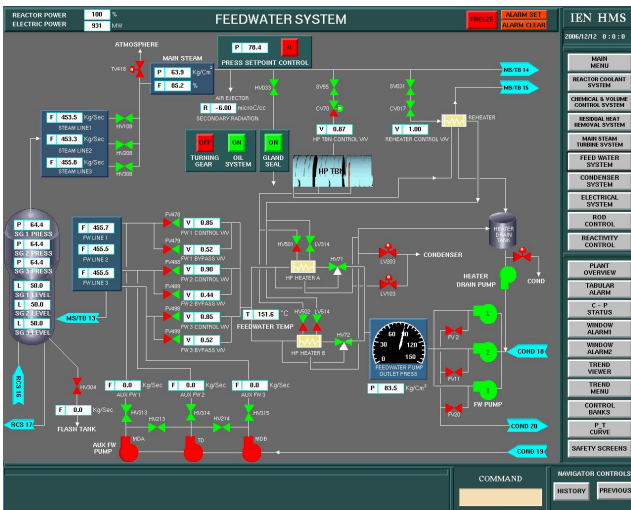 REACTOR POWER 100 %
ELECTRIC POWER 931 MW
FEEDWATER SYSTEM
FREEZE
ALARM SET
ALARM CLEAR
IEN HMS
2006/12/12 0 : 0 : 0
ATMOSPHERE
TV418
MAIN STEAM
P 63.9 Kg/Cm²
F 85.2 %
P 78.4 A
PRESS SETPOINT CONTROL
MS/TB 14
MS/TB 15
AIR EJECTOR
R -6.00 microC/cc
SECONDARY RADIATION
HV033
SV55
CV70
V 0.87
HP TBN CONTROL V/V
SV031
CV017
V 1.00
REHEATER CONTROL V/V
REHEATER
F 453.5 Kg/Sec
STEAM LINE1
F 453.3 Kg/Sec
STEAM LINE2
F 455.8 Kg/Sec
STEAM LINE3
HV108
HV208
HV308
OFF
TURNING GEAR
ON
OIL SYSTEM
ON
GLAND SEAL
HP TBN
P 64.4
SG 1 PRESS
P 64.4
SG 2 PRESS
P 64.4
SG 3 PRESS
L 50.0
SG 1 LEVEL
L 50.0
SG 2 LEVEL
L 50.0
SG 3 LEVEL
F 455.7
FW LINE 1
F 455.5
FW LINE 2
F 455.5
FW LINE 3
MS/TB 13
FV478
V 0.85
FW 1 CONTROL V/V
FV479
V 0.52
FW 1 BYPASS V/V
FV488
V 0.90
FW 2 CONTROL V/V
FV489
V 0.44
FW 2 BYPASS V/V
FV498
V 0.85
FW 3 CONTROL V/V
FV499
V 0.52
FW 3 BYPASS V/V
HV501
LV514
HP HEATER A
HV71
HV502
LV514
HP HEATER B
HV72
T 151.6 °C
FEEDWATER TEMP
LV203
LV103
CONDENSER
HEATER DRAIN TANK
COND
HEATER DRAIN PUMP
0 30 60 90 120 150
FEEDWATER PUMP OUTLET PRESS
P 83.5 Kg/Cm²
FV 2
FV11
FV20
1
2
3
FW PUMP
COND 18
COND 20
COND 19
RCS 16
RCS 17
HV304
F 0.0 Kg/Sec
FLASH TANK
F 0.0 Kg/Sec
AUX FW 1
F 0.0 Kg/Sec
AUX FW 2
F 0.0 Kg/Sec
AUX FW 3
HV313
HV213
HV314
HV214
HV315
AUX FW PUMP
MDA
TD
MDB
MAIN MENU
REACTOR COOLANT SYSTEM
CHEMICAL & VOLUME CONTROL SYSTEM
RESIDUAL HEAT REMOVAL SYSTEM
MAIN STEAM TURBINE SYSTEM
FEED WATER SYSTEM
CONDENSER SYSTEM
ELECTRICAL SYSTEM
ROD CONTROL
REACTIVITY CONTROL
PLANT OVERVIEW
TABULAR ALARM
C - P STATUS
WINDOW ALARM1
WINDOW ALARM2
TREND VIEWER
TREND MENU
CONTROL BANKS
P_T CURVE
SAFETY SCREENS
COMMAND
NAVIGATOR CONTROLS
HISTORY
PREVIOUS